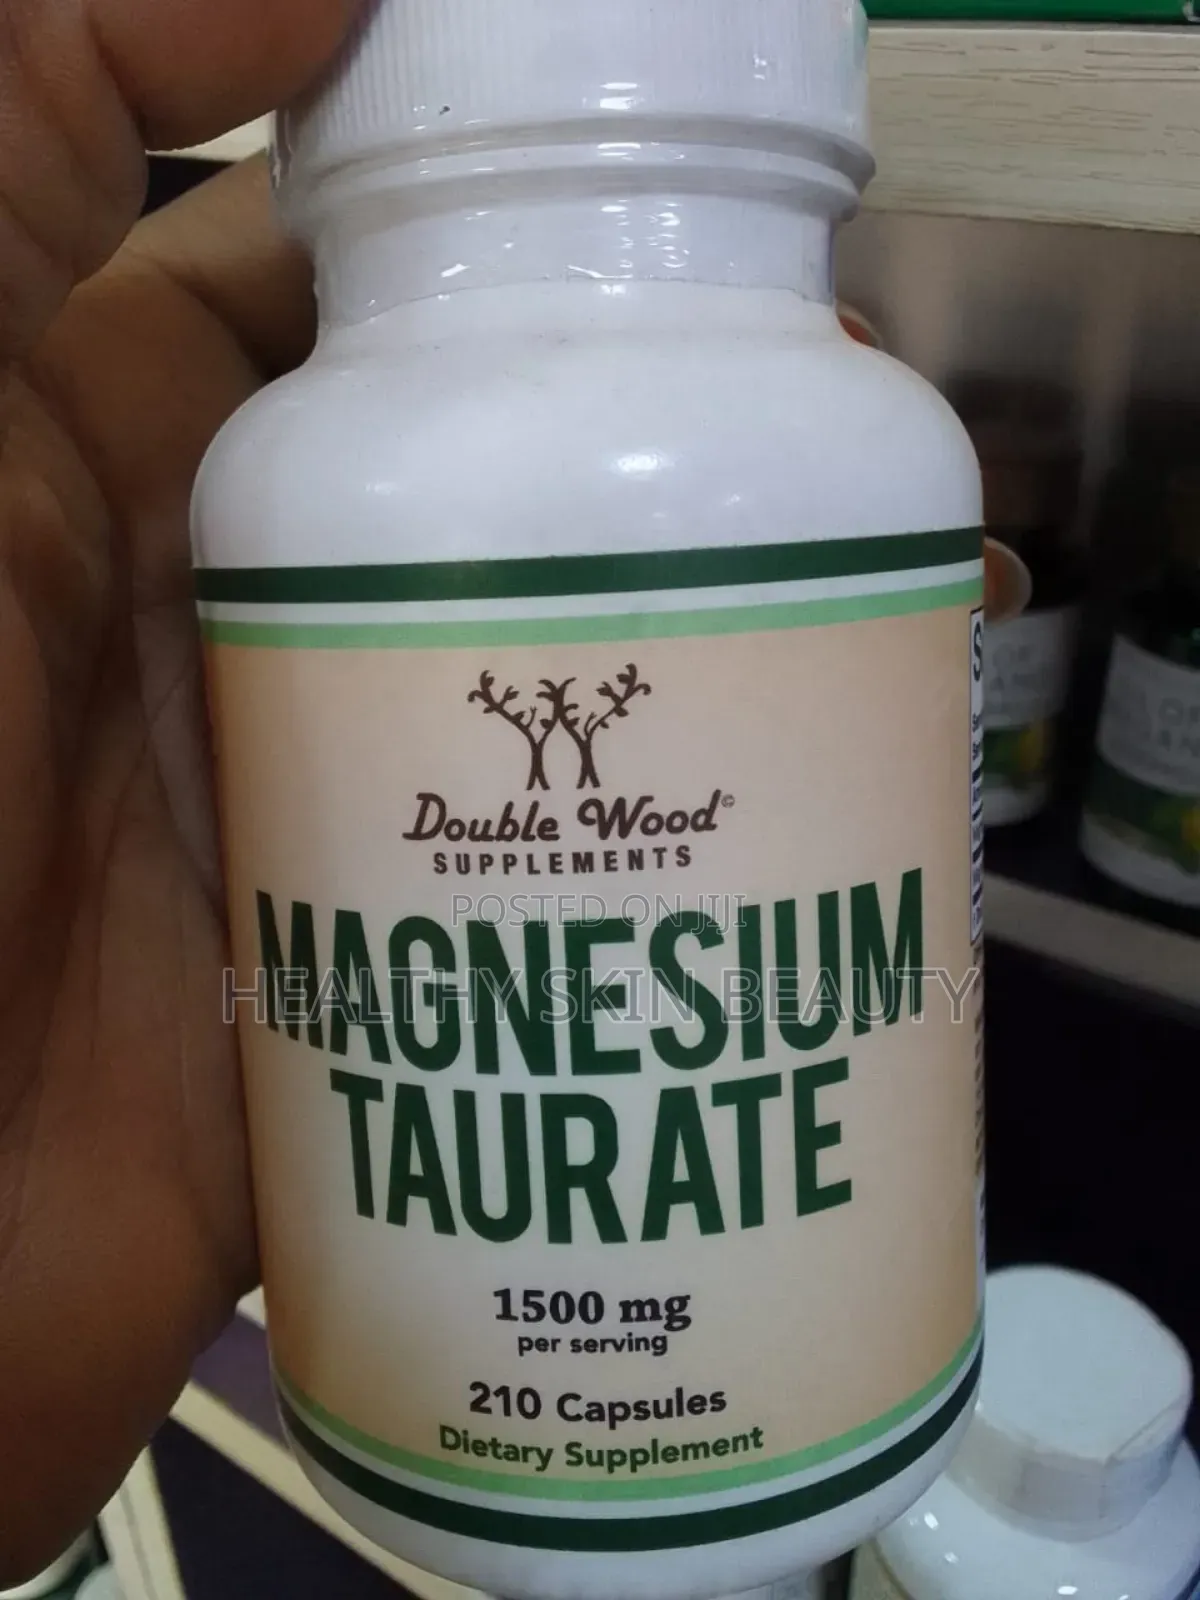 Double Wood©
SUPPLEMENTS
POSTED ON JIJI
MAGNESIUM
HEALTHY SKIN BEAUTY
TAURATE
1500 mg
per serving
210 Capsules
Dietary Supplement